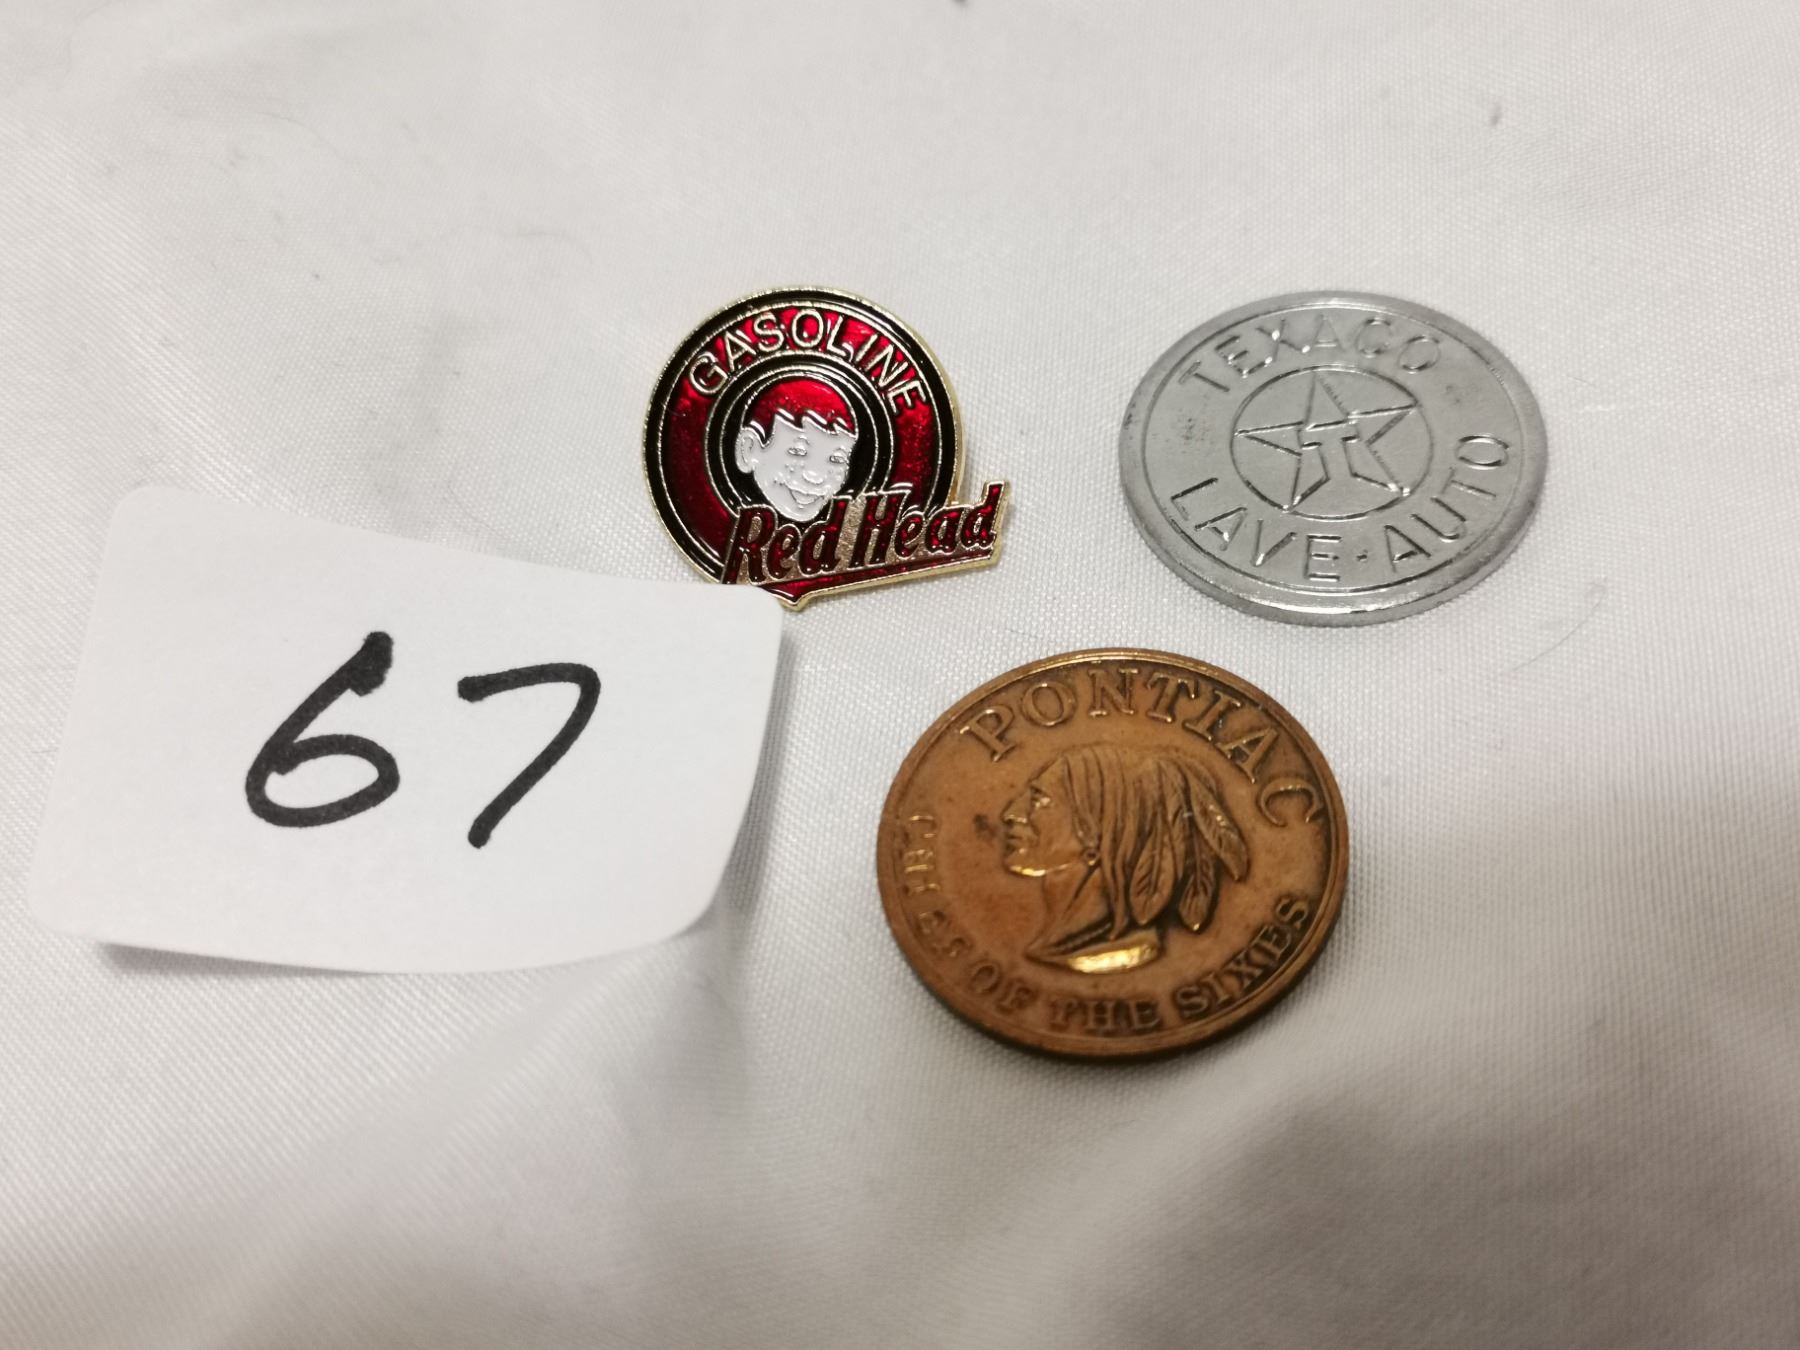 GASOLINE
Red Head
TEXACO
T
LAVE·AUTO
67
PONTIAC
CHIEF OF THE SIXES